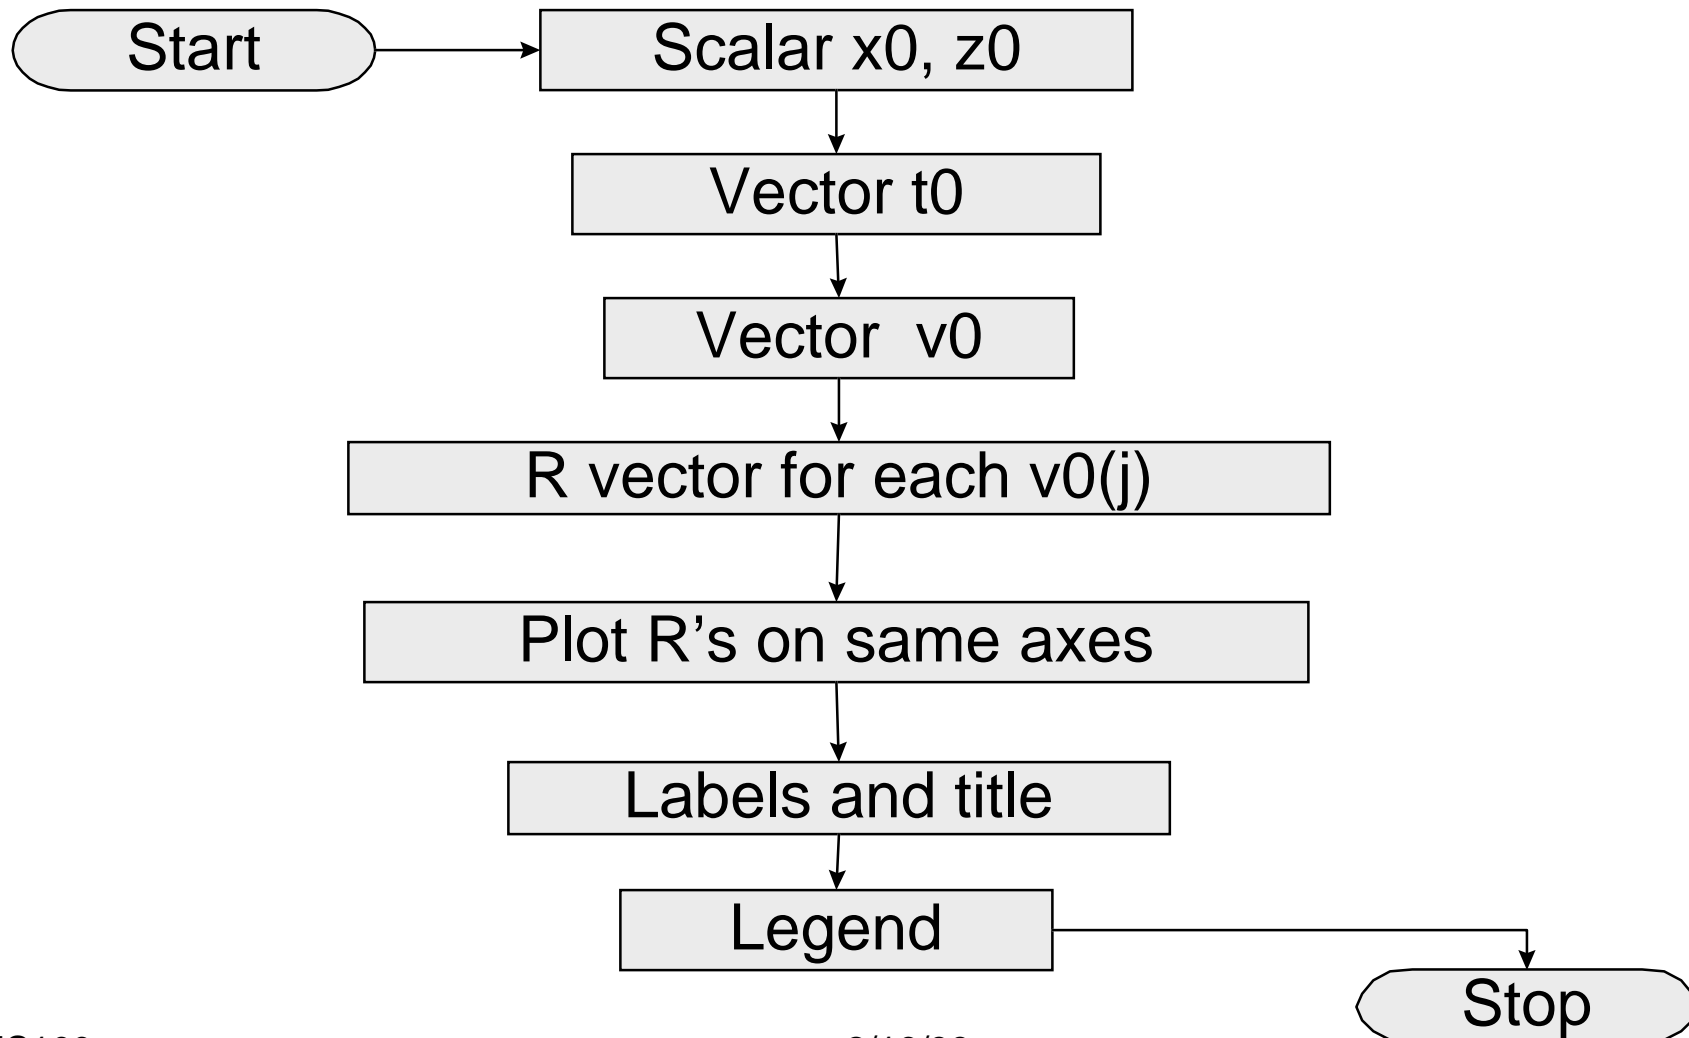 Start
Scalar x0, z0
Vector t0
Vector v0
R vector for each v0(j)
Plot R’s on same axes
Labels and title
Legend
Stop